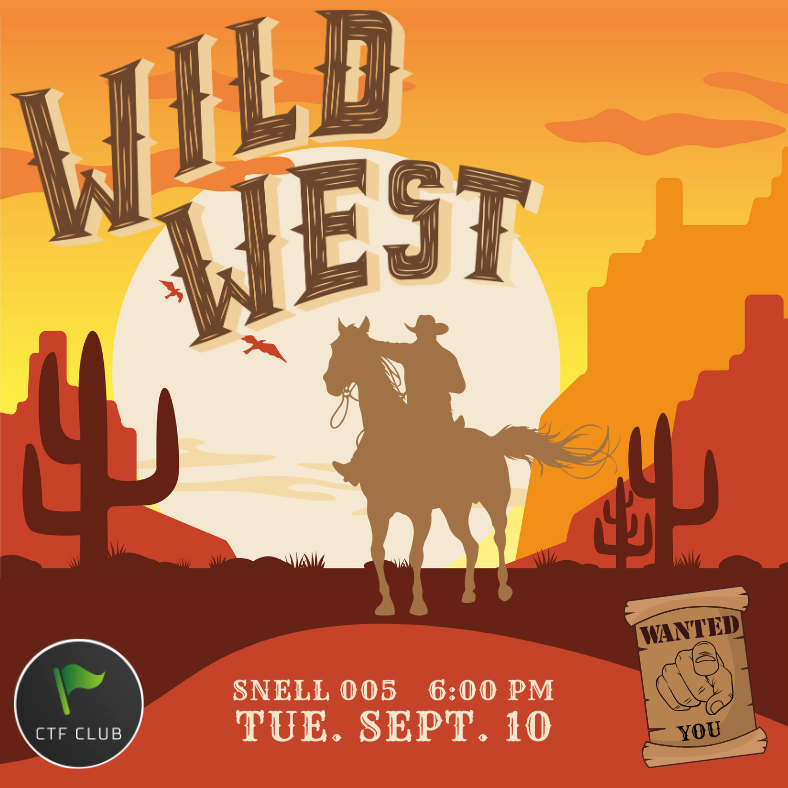 WILD
WEST
WANTED
YOU
SNELL 005 6:00 PM
TUE. SEPT. 10
CTF CLUB